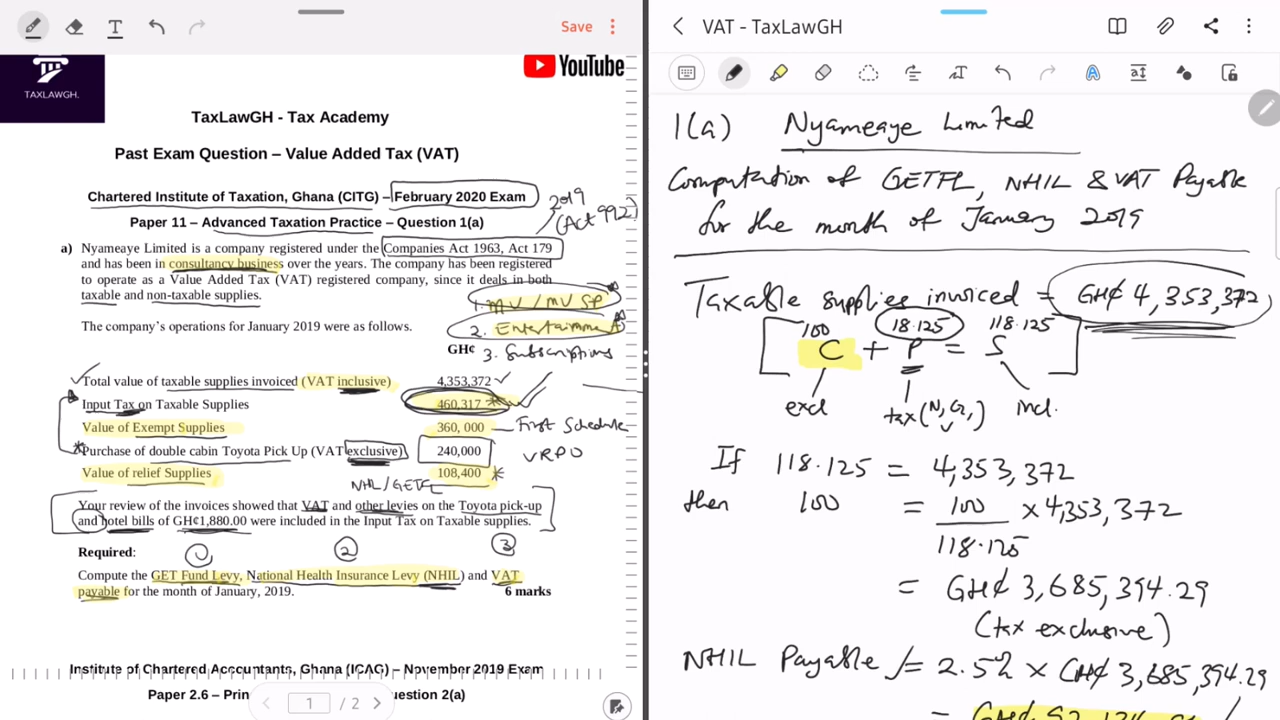 Save
TAXLAWGH.
YouTube
TaxLawGH - Tax Academy
Past Exam Question – Value Added Tax (VAT)
Chartered Institute of Taxation, Ghana (CITG) – February 2020 Exam
2019
(Act 992)
Paper 11 – Advanced Taxation Practice – Question 1(a)
a) Nyameaye Limited is a company registered under the Companies Act 1963, Act 179
and has been in consultancy business over the years. The company has been registered
to operate as a Value Added Tax (VAT) registered company, since it deals in both
taxable and non-taxable supplies.
1. MV / MV SP
The company's operations for January 2019 were as follows.
2. Entertainment
GH¢
3. Subscriptions
Total value of taxable supplies invoiced (VAT inclusive) 4,353,372
Input Tax on Taxable Supplies 460,317
Value of Exempt Supplies 360, 000
First Schedule
Purchase of double cabin Toyota Pick Up (VAT exclusive) 240,000
VRPO
Value of relief Supplies 108,400
NHL/GETFL
Your review of the invoices showed that VAT and other levies on the Toyota pick-up
and hotel bills of GH¢1,880.00 were included in the Input Tax on Taxable supplies.
Required: 1 2 3
Compute the GET Fund Levy, National Health Insurance Levy (NHIL) and VAT
payable for the month of January, 2019. 6 marks
Institute of Chartered Accountants, Ghana (ICAG) – November 2019 Exam
Paper 2.6 – Prin
uestion 2(a)
1 / 2
VAT - TaxLawGH
1(a) Nyameaye Limited
Computation of GETFL, NHIL & VAT Payable
for the month of January 2019
Taxable supplies invoiced = GH¢ 4,353,372
100 18.125 118.125
C + P = S
excl tax (N, G, V) incl.
If 118.125 = 4,353,372
then 100 = 100 × 4,353,372
118.125
= GH¢ 3,685,394.29
(tax exclusive)
NHIL Payable = 2.5% × GH¢ 3,685,394.29